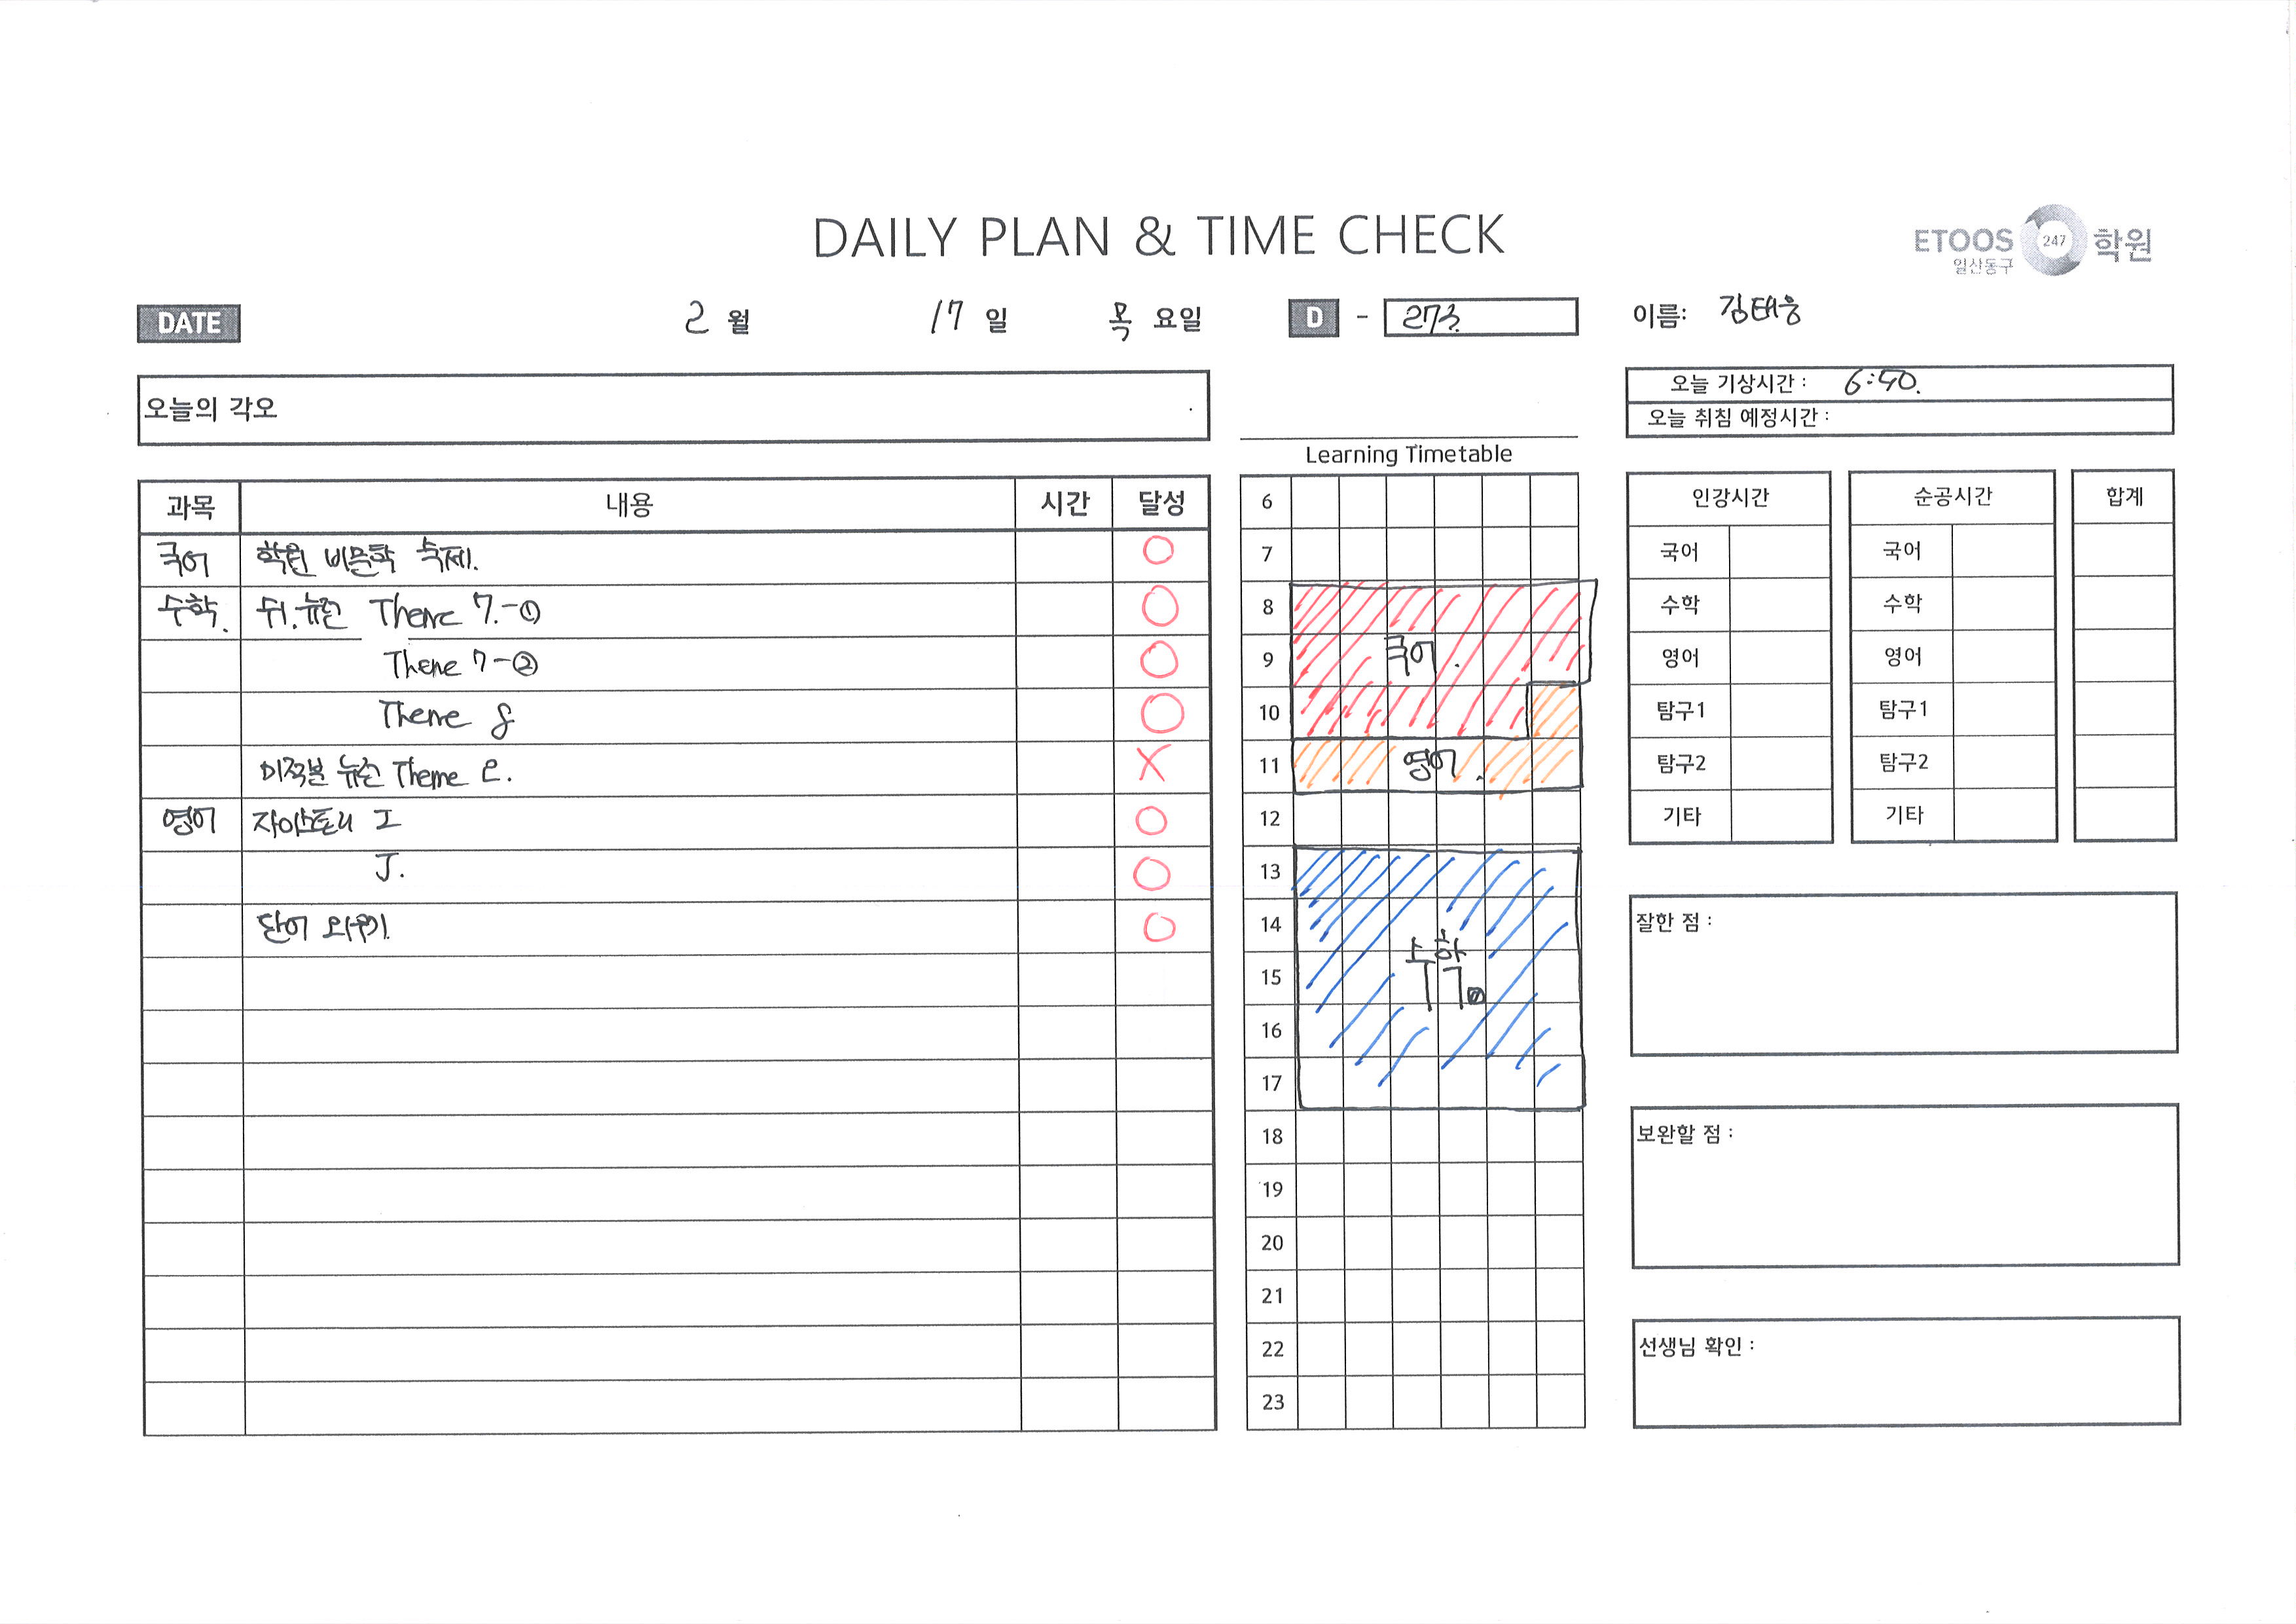 DAILY PLAN & TIME CHECK
ETOOS 247 학원
일산동구
DATE 2 월 17 일 목 요일 D - 273. 이름: 김태웅
오늘의 각오
오늘 기상시간 : 6:50.
오늘 취침 예정시간 :
과목 내용 시간 달성
국어 학원 비문학 숙제. O
수학. 뉴런 Theme 7.-① O
Theme 7-② O
Theme 8 O
미적분 뉴런 Theme 2. X
영어 자이스토리 I O
J. O
단어 외우기 O
Learning Timetable
6
7
8
9 국어.
10
11 영어.
12
13
14
15 수학
16
17
18
19
20
21
22
23
인강시간 순공시간 합계
국어 국어
수학 수학
영어 영어
탐구1 탐구1
탐구2 탐구2
기타 기타
잘한 점 :
보완할 점 :
선생님 확인 :